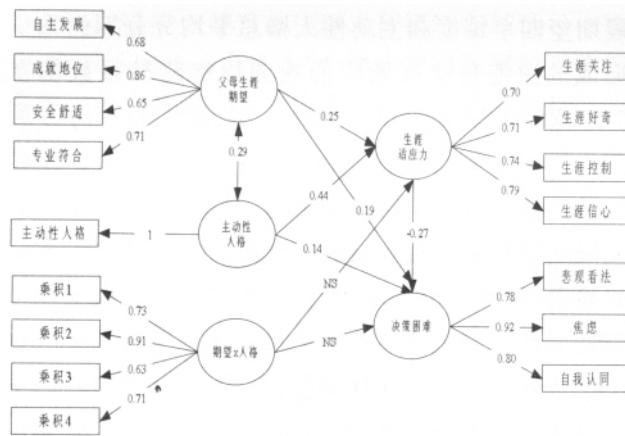 自主发展
成就地位
安全舒适
专业符合
0.68
0.86
0.65
0.71
父母生涯
期望
0.29
主动性人格
1
主动性
人格
乘积1
乘积2
乘积3
乘积4
0.73
0.91
0.63
0.71
期望x人格
0.25
0.19
0.44
0.14
NS
NS
生涯
适应力
-0.27
决策困难
0.70
0.71
0.74
0.79
生涯关注
生涯好奇
生涯控制
生涯信心
0.78
0.92
0.80
悲观看法
焦虑
自我认同